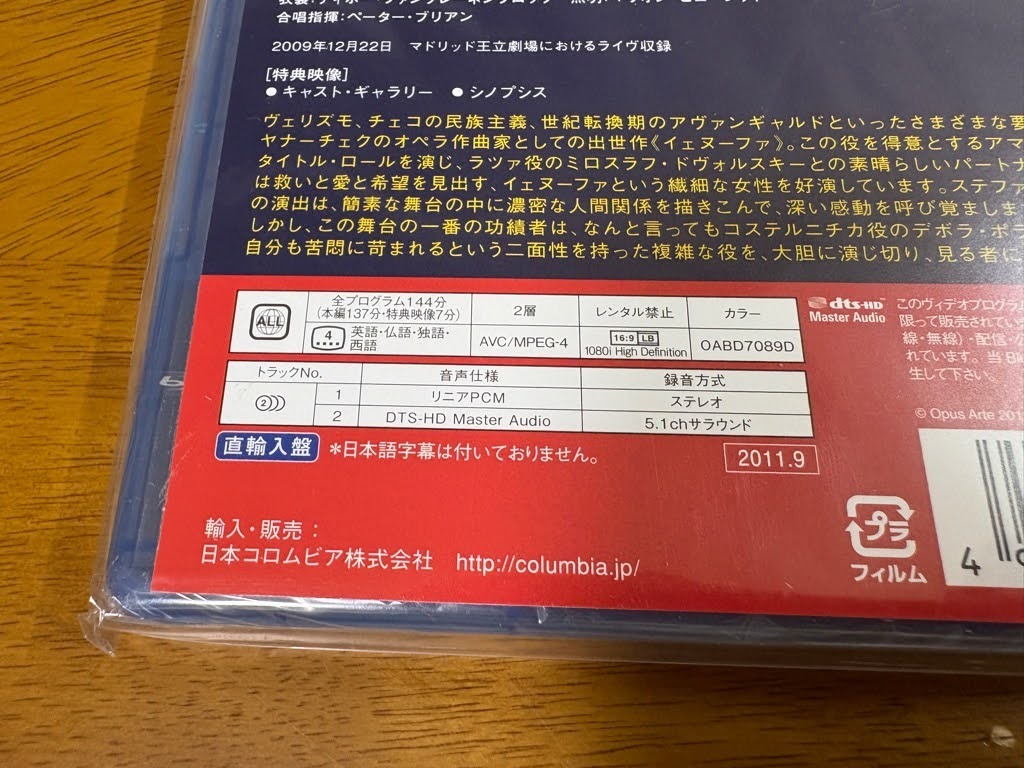 合唱指揮：ペーター・ブリアン
2009年12月22日　マドリッド王立劇場におけるライヴ収録
［特典映像］
● キャスト・ギャラリー　● シノプシス
ヴェリズモ、チェコの民族主義、世紀転換期のアヴァンギャルドといったさまざまな要
ヤナーチェクのオペラ作曲家としての出世作《イェヌーファ》。この役を得意とするアマ
タイトル・ロールを演じ、ラツァ役のミロスラフ・ドヴォルスキーとの素晴らしいパートナ
は救いと愛と希望を見出す、イェヌーファという繊細な女性を好演しています。ステファ
の演出は、簡素な舞台の中に濃密な人間関係を描きこんで、深い感動を呼び覚ましま
しかし、この舞台の一番の功績者は、なんと言ってもコステルニチカ役のデボラ・ポラ
自分も苦悶に苛まれるという二面性を持った複雑な役を、大胆に演じ切り、見る者に
ALL
全プログラム144分
（本編137分・特典映像7分）
2層
レンタル禁止
カラー
4
英語・仏語・独語・
西語
AVC/MPEG-4
16:9 LB
1080i High Definition
OABD7089D
dts-HD
Master Audio
このヴィデオプログラ
限って販売されてい
線・無線）・配信・公
れています。当 Bl
生して下さい。
トラックNo.
音声仕様
録音方式
2
1
リニアPCM
ステレオ
2
DTS-HD Master Audio
5.1chサラウンド
© Opus Arte 201
直輸入盤
＊日本語字幕は付いておりません。
2011.9
輸入・販売：
日本コロムビア株式会社　http://columbia.jp/
プラ
フィルム
4